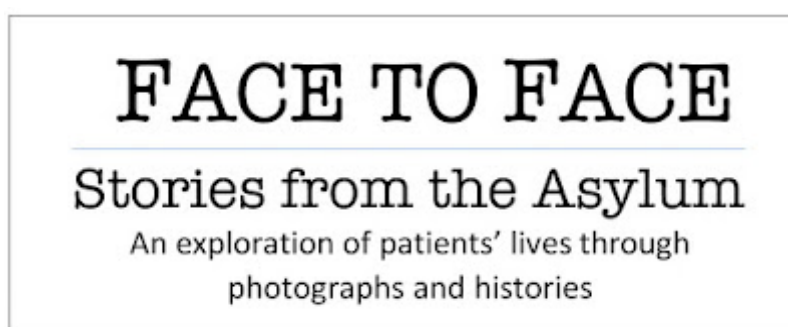 FACE TO FACE
Stories from the Asylum
An exploration of patients' lives through
photographs and histories